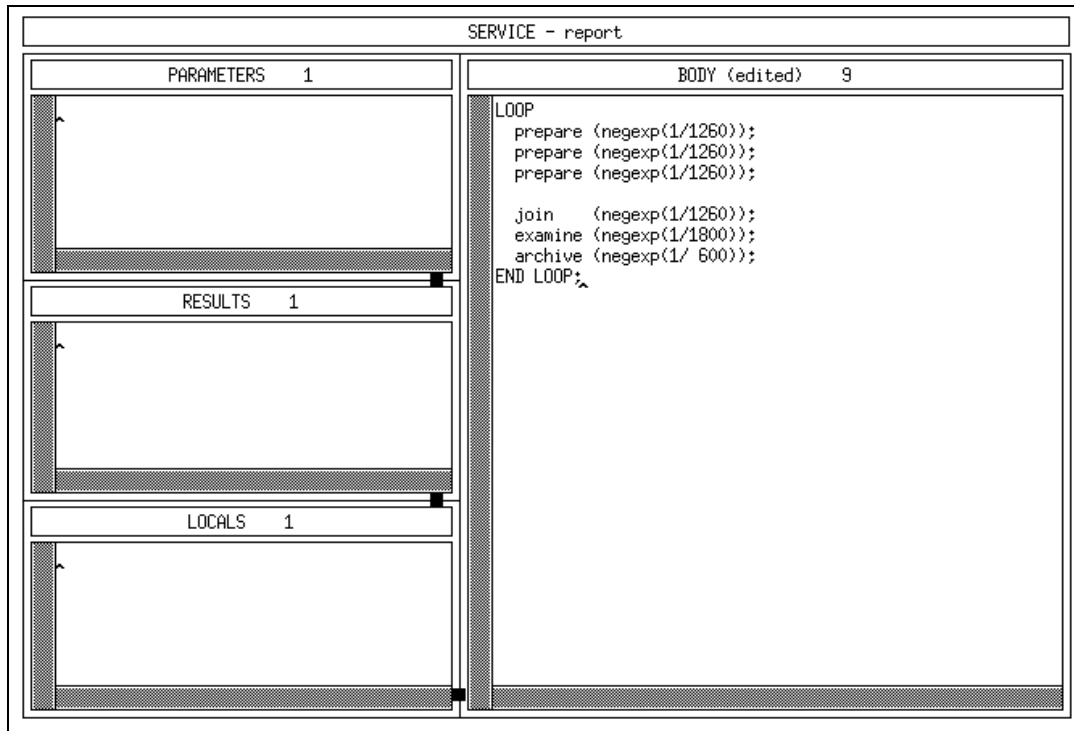 SERVICE - report
PARAMETERS 1
RESULTS 1
LOCALS 1
BODY (edited) 9
LOOP
  prepare (negexp(1/1260));
  prepare (negexp(1/1260));
  prepare (negexp(1/1260));
  join    (negexp(1/1260));
  examine (negexp(1/1800));
  archive (negexp(1/ 600));
END LOOP;